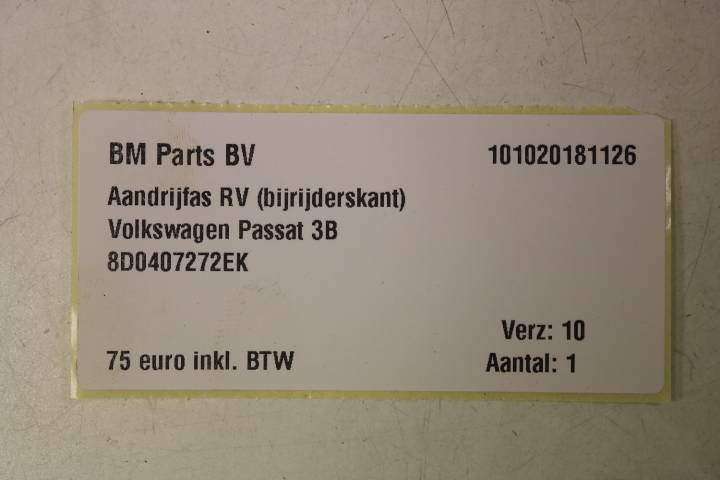 BM Parts BV 101020181126
Aandrijfas RV (bijrijderskant)
Volkswagen Passat 3B
8D0407272EK
Verz: 10
75 euro inkl. BTW Aantal: 1